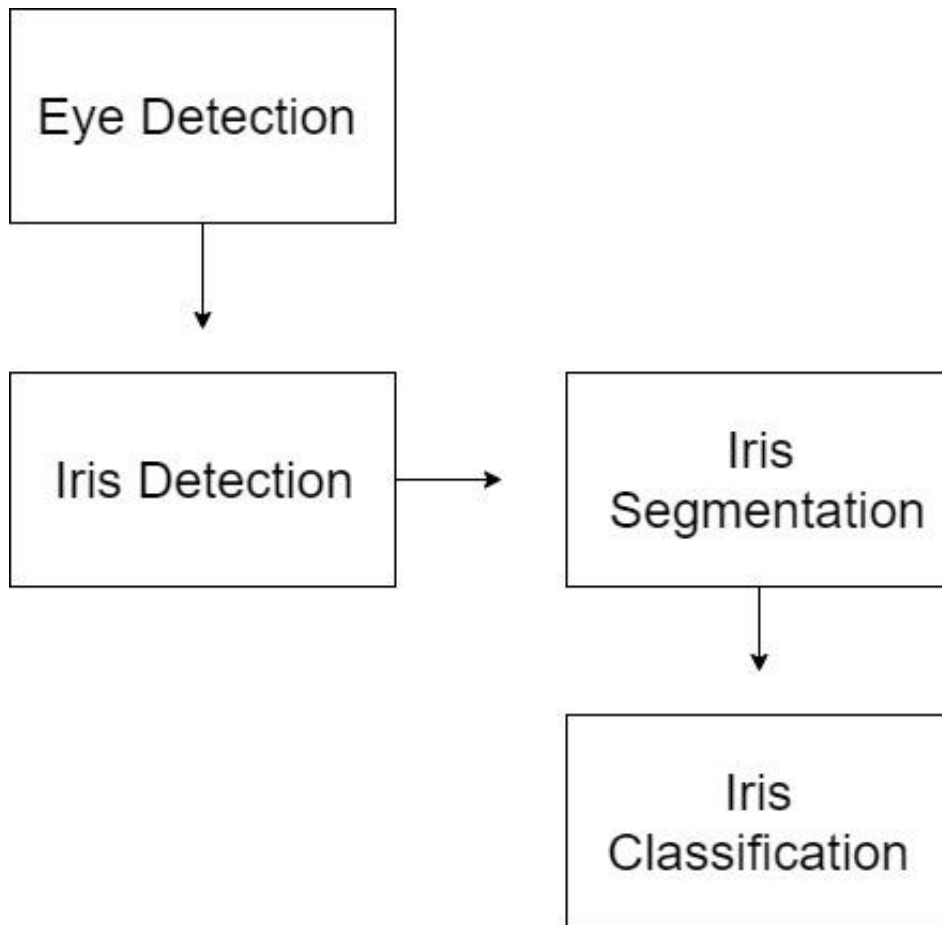 Eye Detection
Iris Detection
Iris
Segmentation
Iris
Classification